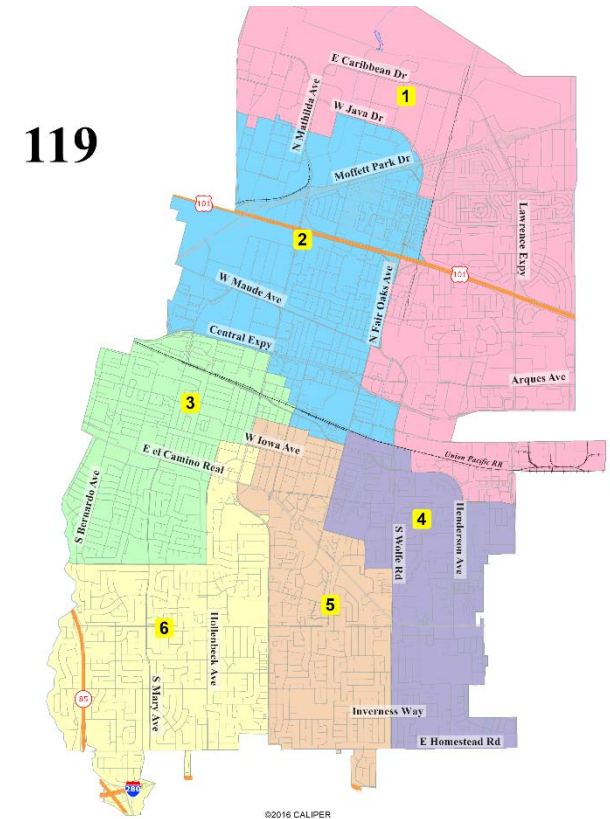 E Caribbean Dr
1
N Mathilda Ave
W Java Dr
119
Moffett Park Dr
101
Lawrence Expy
2
101
W Maude Ave
N Fair Oaks Ave
Central Expy
Arques Ave
3
W Iowa Ave
E el Camino Real
Union Pacific RR
S Bernardo Ave
4
Henderson Ave
S Wolfe Rd
5
6
Hollenbeck Ave
S Mary Ave
85
Inverness Way
E Homestead Rd
280
©2016 CALIPER